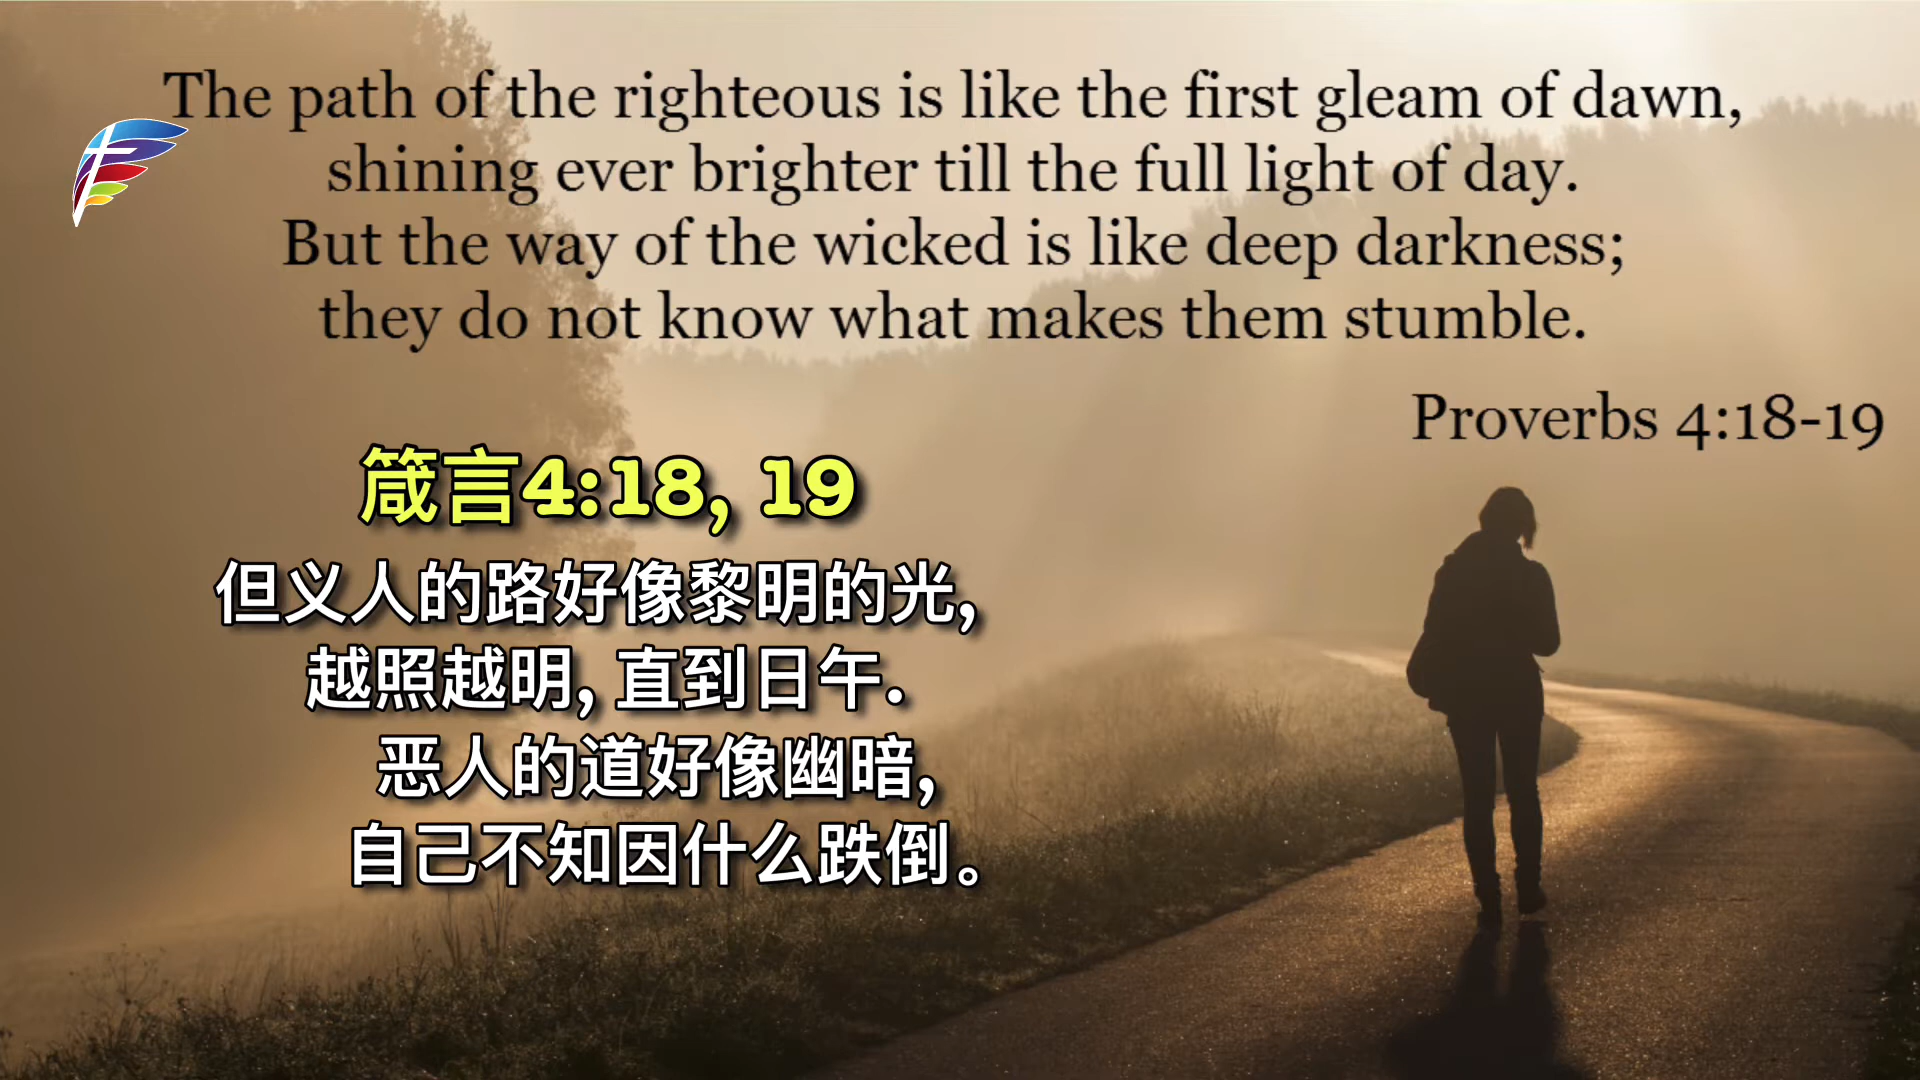 The path of the righteous is like the first gleam of dawn,
shining ever brighter till the full light of day.
But the way of the wicked is like deep darkness;
they do not know what makes them stumble.
Proverbs 4:18-19
箴言4:18, 19
但义人的路好像黎明的光,
越照越明, 直到日午.
恶人的道好像幽暗,
自己不知因什么跌倒。